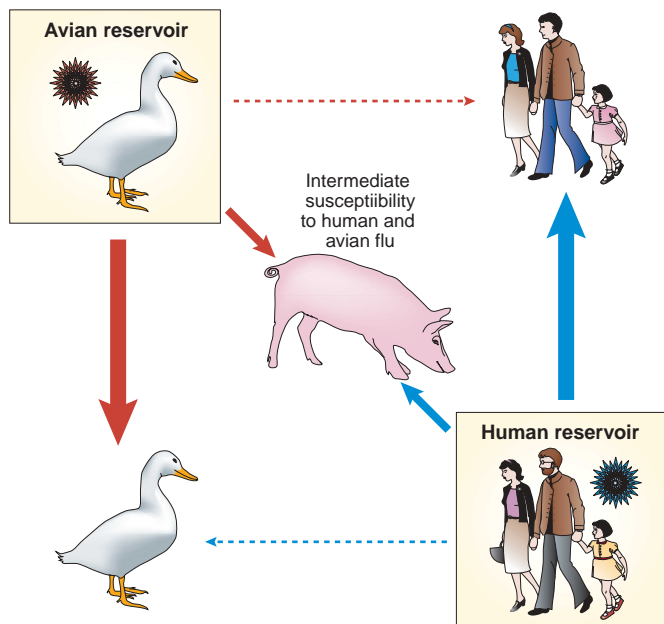 Avian reservoir
Intermediate
susceptiibility
to human and
avian flu
Human reservoir